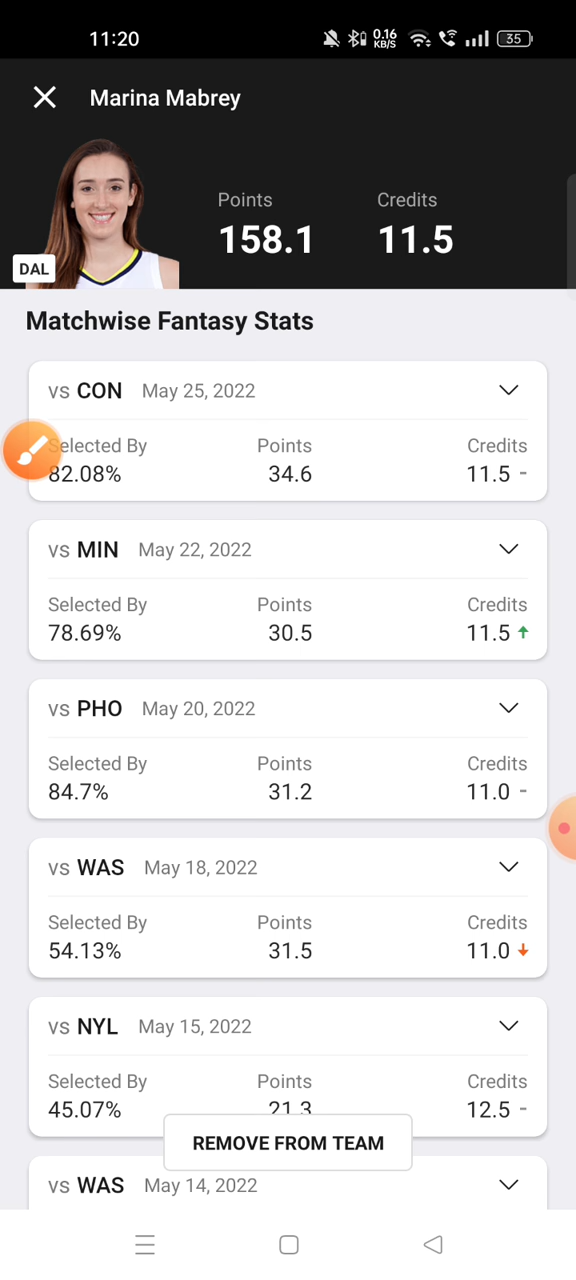 11:20 0.16 KB/S 35
Marina Mabrey
Points Credits
158.1 11.5
DAL
Matchwise Fantasy Stats
vs CON May 25, 2022
Selected By Points Credits
82.08% 34.6 11.5 -
vs MIN May 22, 2022
Selected By Points Credits
78.69% 30.5 11.5
vs PHO May 20, 2022
Selected By Points Credits
84.7% 31.2 11.0 -
vs WAS May 18, 2022
Selected By Points Credits
54.13% 31.5 11.0
vs NYL May 15, 2022
Selected By Points Credits
45.07% 21.3 12.5 -
REMOVE FROM TEAM
vs WAS May 14, 2022